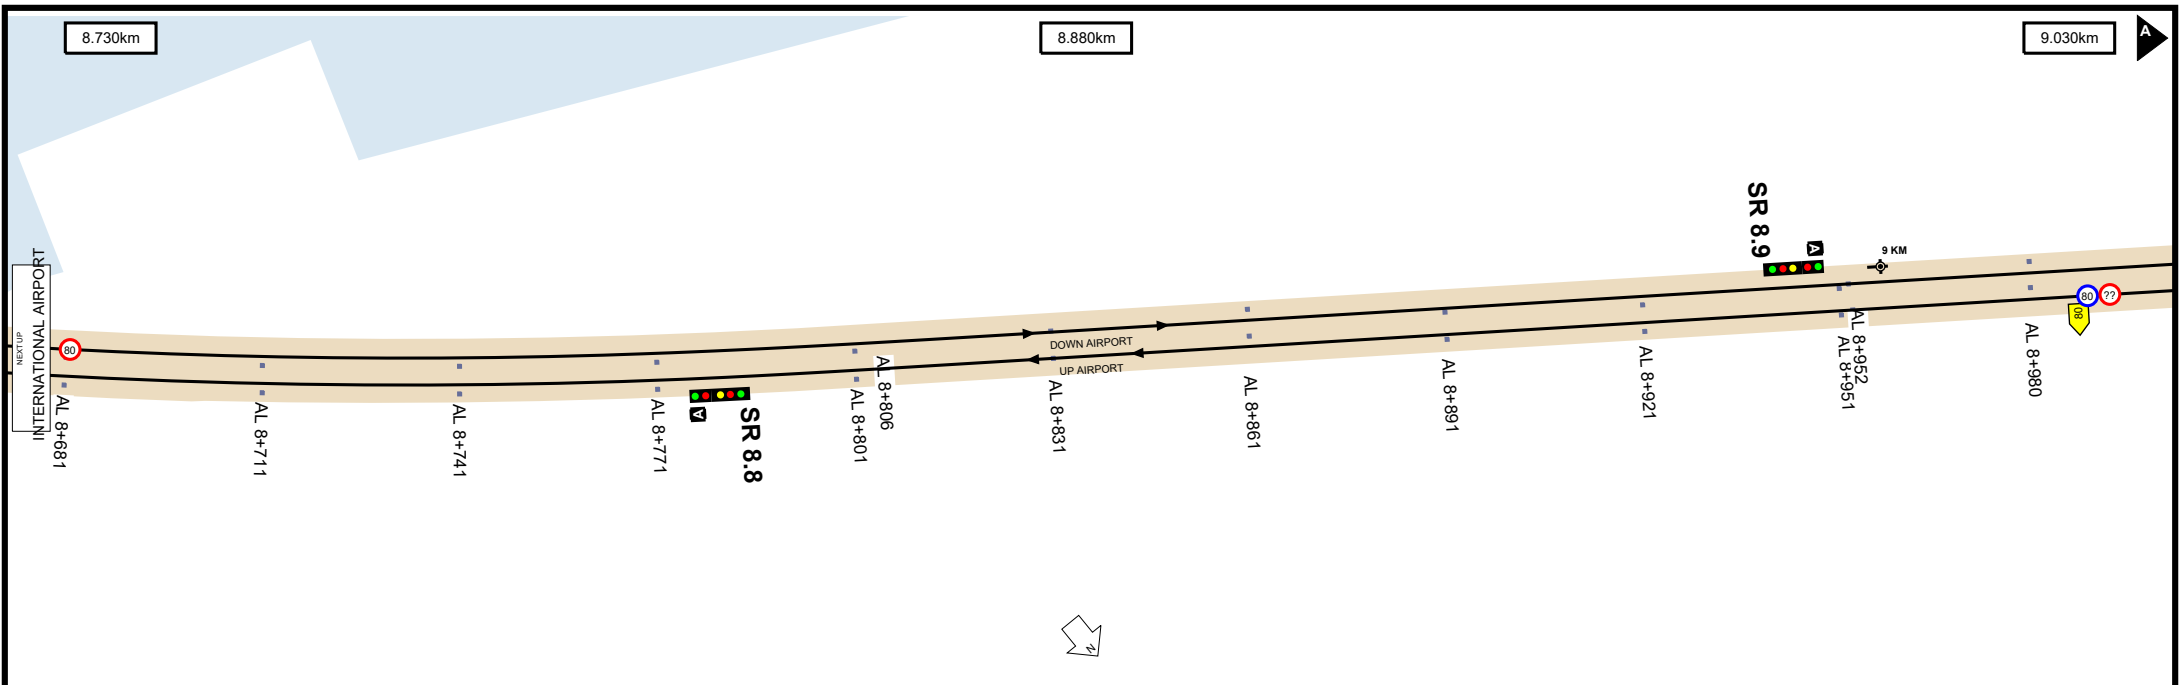 8.730km
8.880km
9.030km
A
SR 8.9
A
9 KM
INTERNATIONAL AIRPORT
NEXT UP
80
DOWN AIRPORT
UP AIRPORT
80
??
80
A
SR 8.8
AL 8+681
AL 8+711
AL 8+741
AL 8+771
AL 8+801
AL 8+806
AL 8+831
AL 8+861
AL 8+891
AL 8+921
AL 8+951
AL 8+952
AL 8+980
N